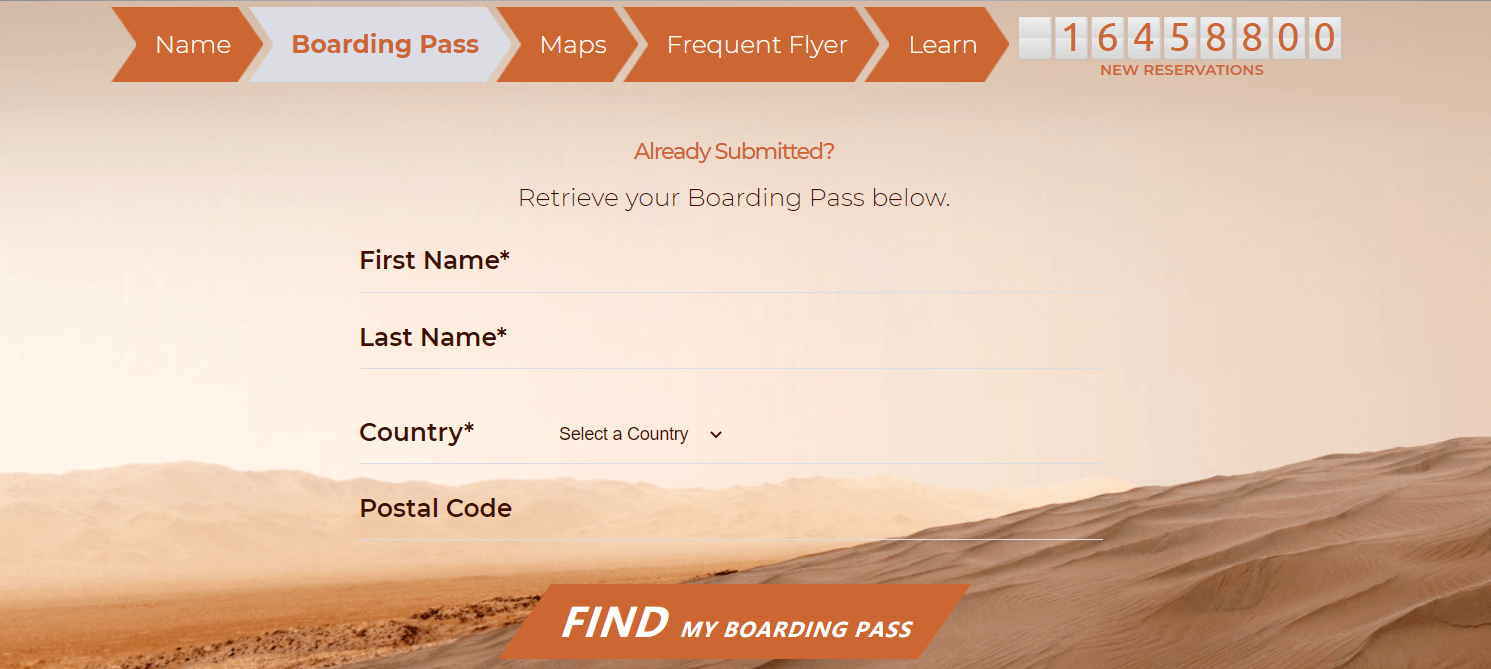 Name Boarding Pass Maps Frequent Flyer Learn 16458800
NEW RESERVATIONS
Already Submitted?
Retrieve your Boarding Pass below.
First Name*
Last Name*
Country* Select a Country
Postal Code
FIND MY BOARDING PASS